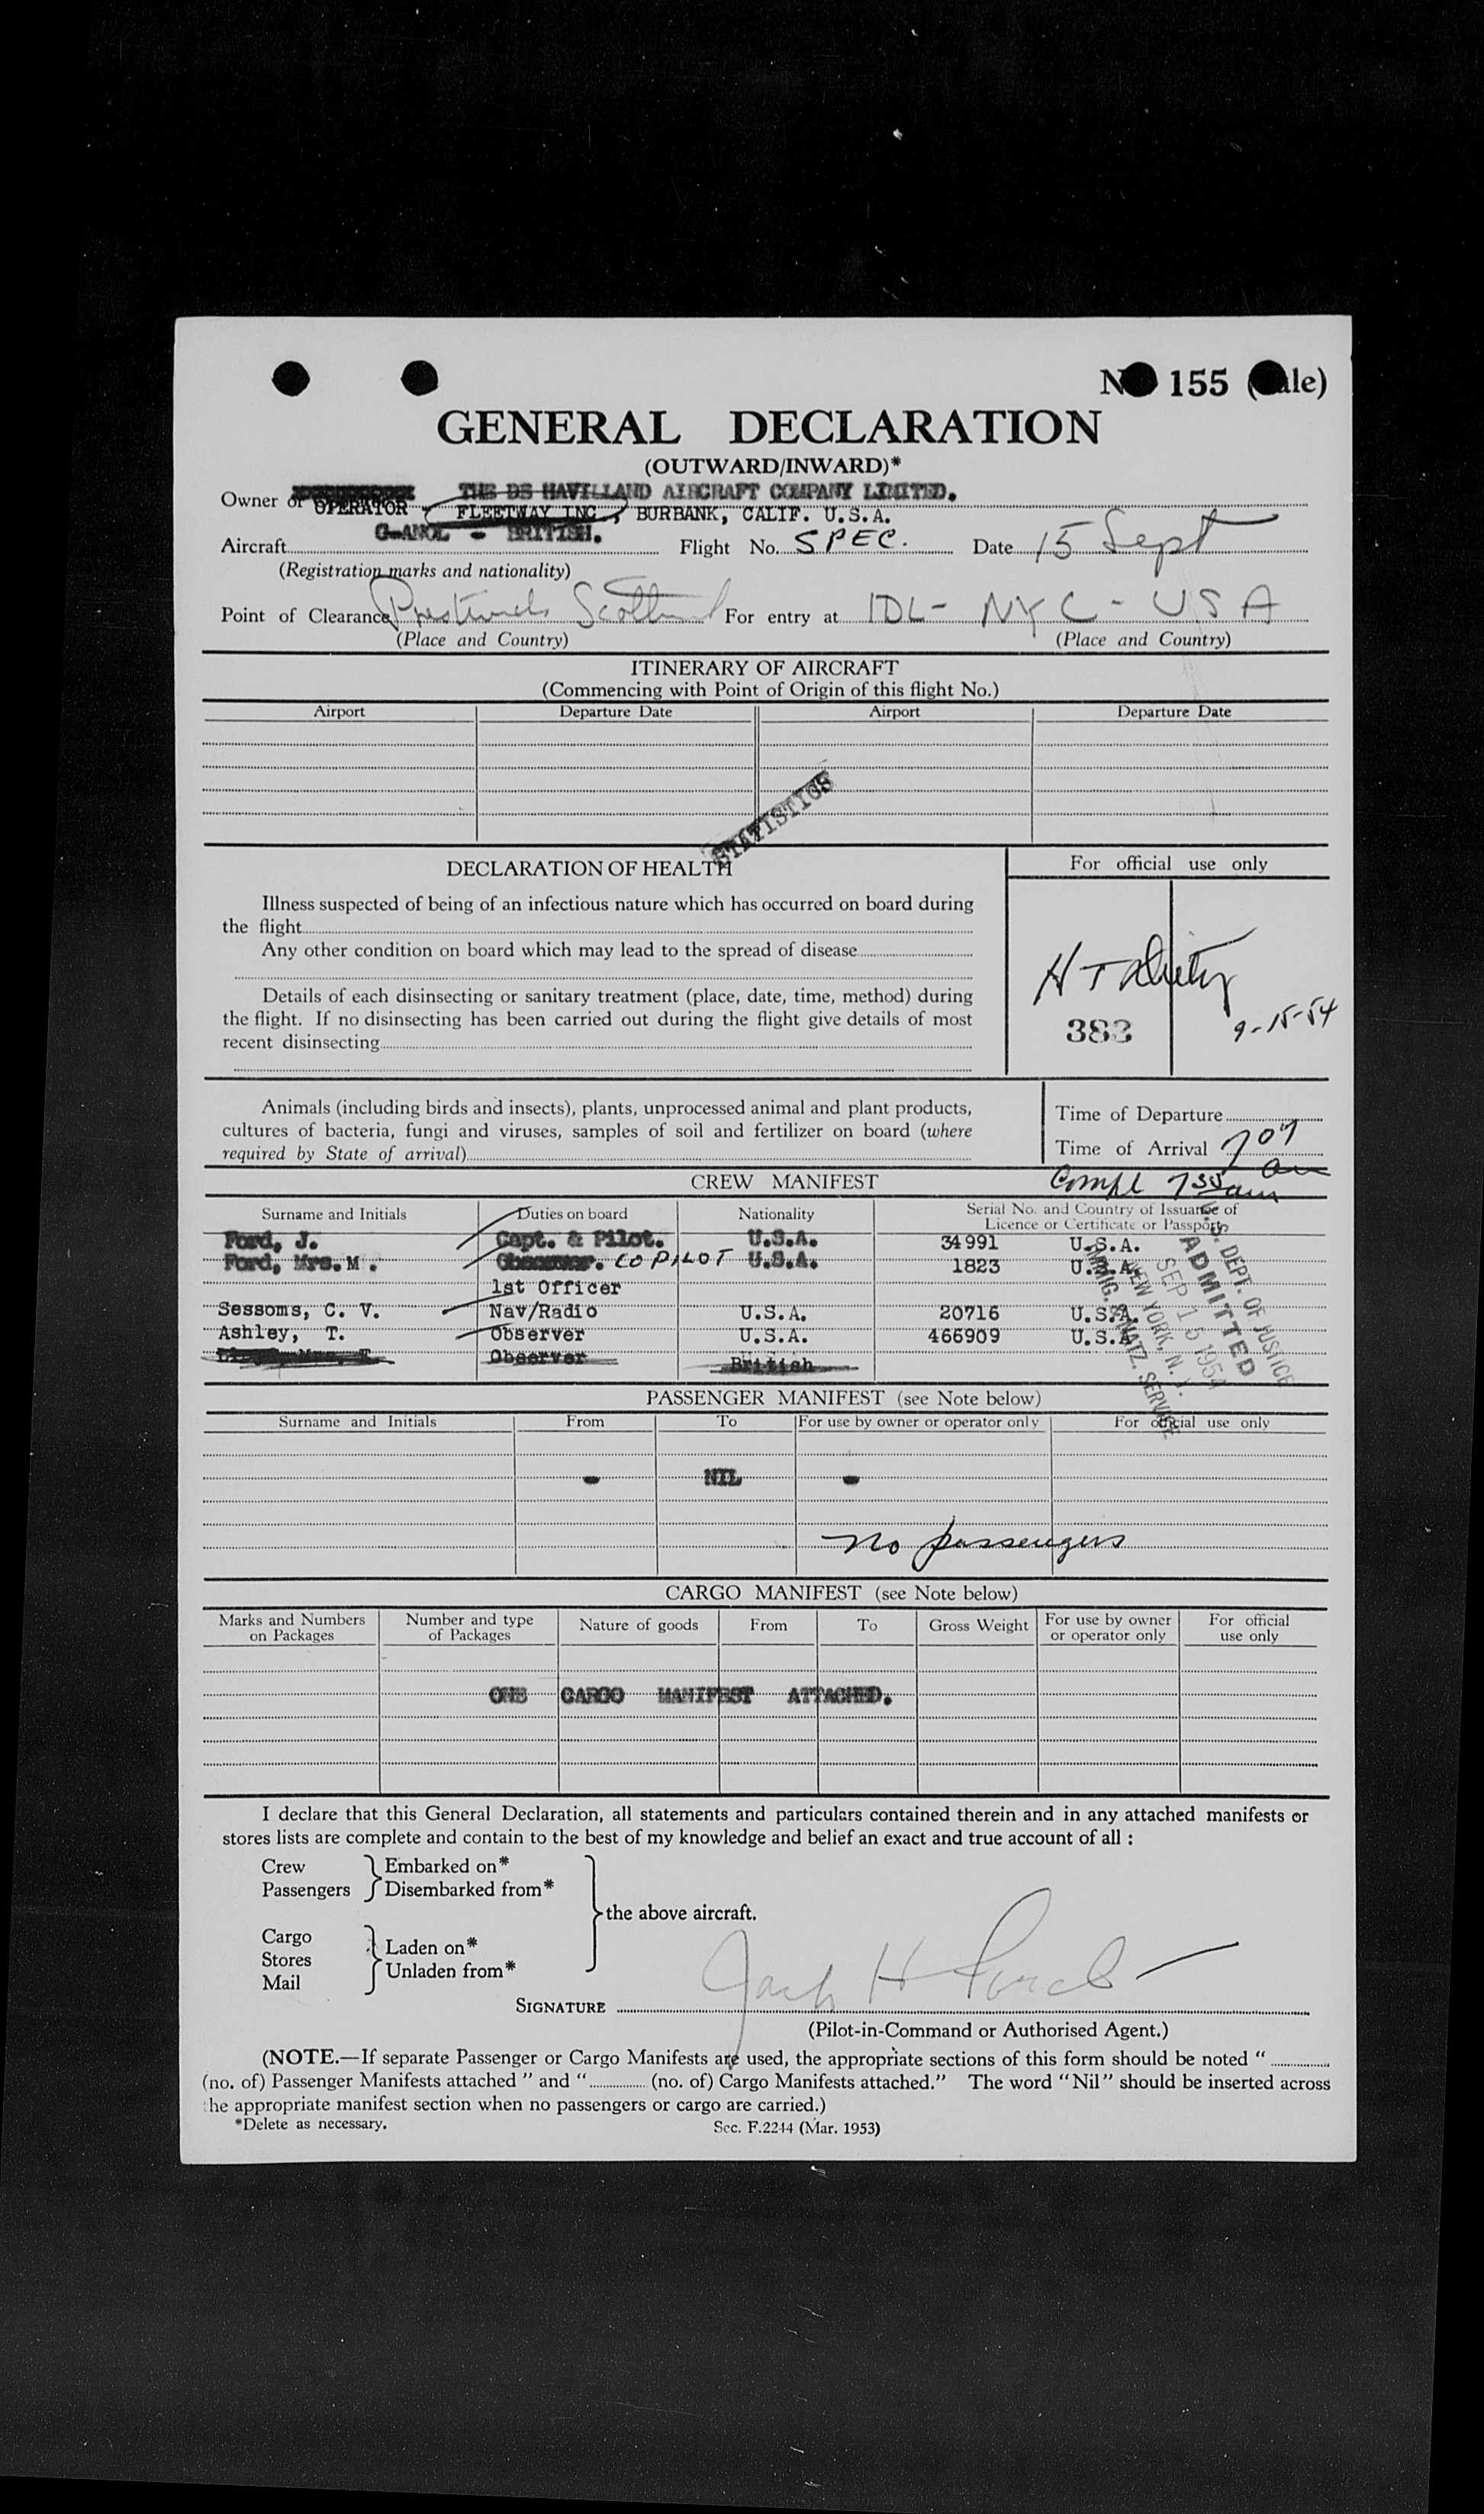 155
GENERAL DECLARATION
(OUTWARD/INWARD)*
Owner or OPERATOR THE DE HAVILLAND AIRCRAFT COMPANY LIMITED.
FLEETWAY INC., BURBANK, CALIF. U.S.A.
Aircraft G-ANOL - BRITISH. Flight No. SPEC. Date 15 Sept
(Registration marks and nationality)
Point of Clearance Prestwick Scotland For entry at IDL - NYC - USA
(Place and Country) (Place and Country)
ITINERARY OF AIRCRAFT
(Commencing with Point of Origin of this flight No.)
Airport Departure Date Airport Departure Date
STATISTICS
DECLARATION OF HEALTH
For official use only
Illness suspected of being of an infectious nature which has occurred on board during
the flight
Any other condition on board which may lead to the spread of disease
Details of each disinsecting or sanitary treatment (place, date, time, method) during
the flight. If no disinsecting has been carried out during the flight give details of most
recent disinsecting
383
9-15-54
Animals (including birds and insects), plants, unprocessed animal and plant products,
cultures of bacteria, fungi and viruses, samples of soil and fertilizer on board (where
required by State of arrival)
Time of Departure
Time of Arrival 7 07 am
Compl 7 35 am
CREW MANIFEST
Surname and Initials Duties on board Nationality Serial No. and Country of Issuance of
Licence or Certificate or Passport
Ford, J. Capt. & Pilot. U.S.A. 34991 U.S.A.
Ford, Mrs. M. Observer. CO PILOT U.S.A. 1823 U.S.A.
1st Officer
Sessoms, C. V. Nav/Radio U.S.A. 20716 U.S.A.
Ashley, T. Observer U.S.A. 466909 U.S.A.
Observer British
U.S. DEPT. OF JUSTICE
ADMITTED
SEP 15 1954
NEW YORK, N.Y.
IMMIG. & NATZ. SERVICE
PASSENGER MANIFEST (see Note below)
Surname and Initials From To For use by owner or operator only For official use only
- NIL -
no passengers
CARGO MANIFEST (see Note below)
Marks and Numbers on Packages Number and type of Packages Nature of goods From To Gross Weight For use by owner or operator only For official use only
ONE CARGO MANIFEST ATTACHED.
I declare that this General Declaration, all statements and particulars contained therein and in any attached manifests or
stores lists are complete and contain to the best of my knowledge and belief an exact and true account of all :
Crew Embarked on*
Passengers Disembarked from*
the above aircraft.
Cargo
Stores Laden on*
Mail Unladen from*
Jack H Ford
SIGNATURE
(Pilot-in-Command or Authorised Agent.)
(NOTE.—If separate Passenger or Cargo Manifests are used, the appropriate sections of this form should be noted "
(no. of) Passenger Manifests attached" and " (no. of) Cargo Manifests attached." The word "Nil" should be inserted across
he appropriate manifest section when no passengers or cargo are carried.)
*Delete as necessary. Sec. F.2244 (Mar. 1953)